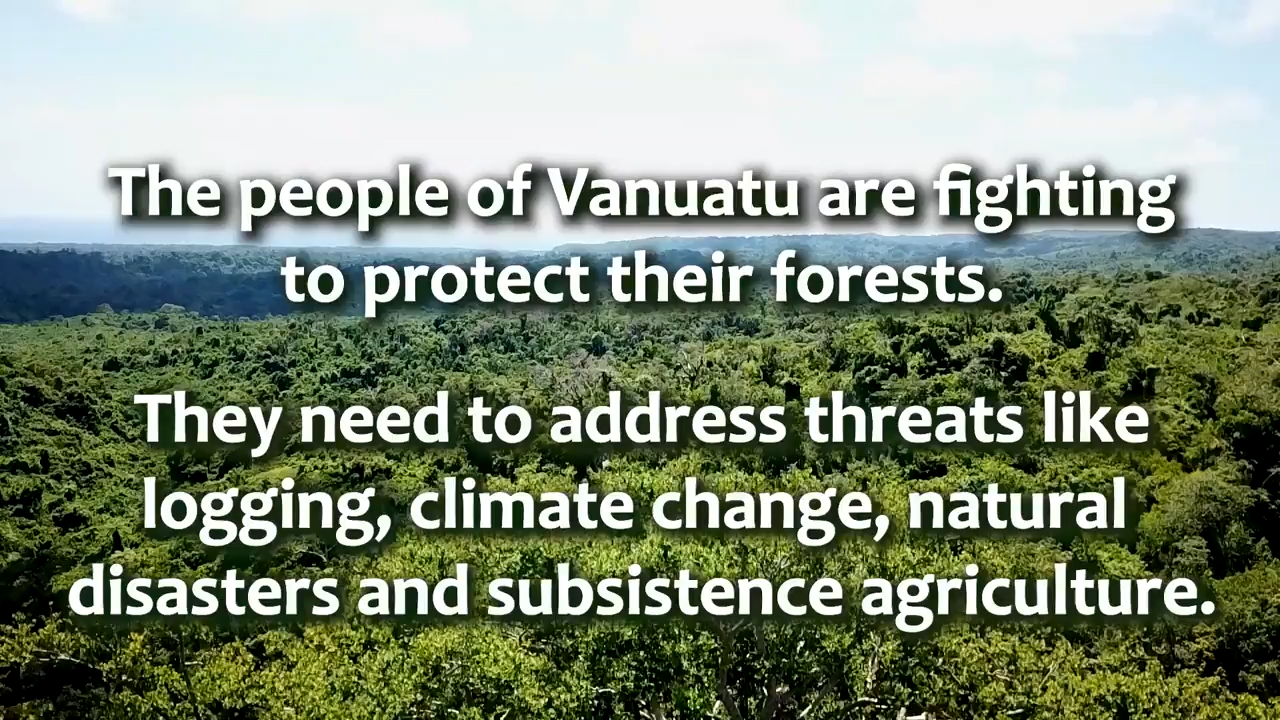 The people of Vanuatu are fighting
to protect their forests.
They need to address threats like
logging, climate change, natural
disasters and subsistence agriculture.